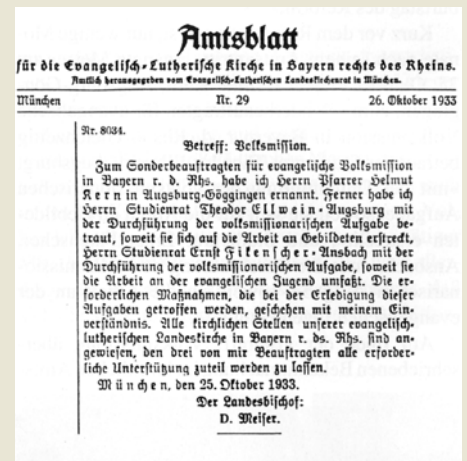 Amtsblatt
für die Evangelisch-Lutherische Kirche in Bayern rechts des Rheins.
Amtlich herausgegeben vom Evangelisch-Lutherischen Landeskirchenrat in München.
München Nr. 29 26. Oktober 1933
Nr. 8034.
Betreff: Volksmission.
Zum Sonderbeauftragten für evangelische Volksmission
in Bayern r. d. Rhs. habe ich Herrn Pfarrer Helmut
Kern in Augsburg-Göggingen ernannt. Ferner habe ich
Herrn Studienrat Theodor Ellwein-Augsburg mit
der Durchführung der volksmissionarischen Aufgabe be-
traut, soweit sie sich auf die Arbeit an Gebildeten erstreckt,
Herrn Studienrat Ernst Fikenscher-Ansbach mit der
Durchführung der volksmissionarischen Aufgabe, soweit sie
die Arbeit an der evangelischen Jugend umfaßt. Die er-
forderlichen Maßnahmen, die bei der Erledigung dieser
Aufgaben getroffen werden, geschehen mit meinem Ein-
verständnis. Alle kirchlichen Stellen unserer evangelisch-
lutherischen Landeskirche in Bayern r. ds. Rhs. sind an-
gewiesen, den drei von mir Beauftragten alle erforder-
liche Unterstützung zuteil werden zu lassen.
München, den 25. Oktober 1933.
Der Landesbischof:
D. Meiser.